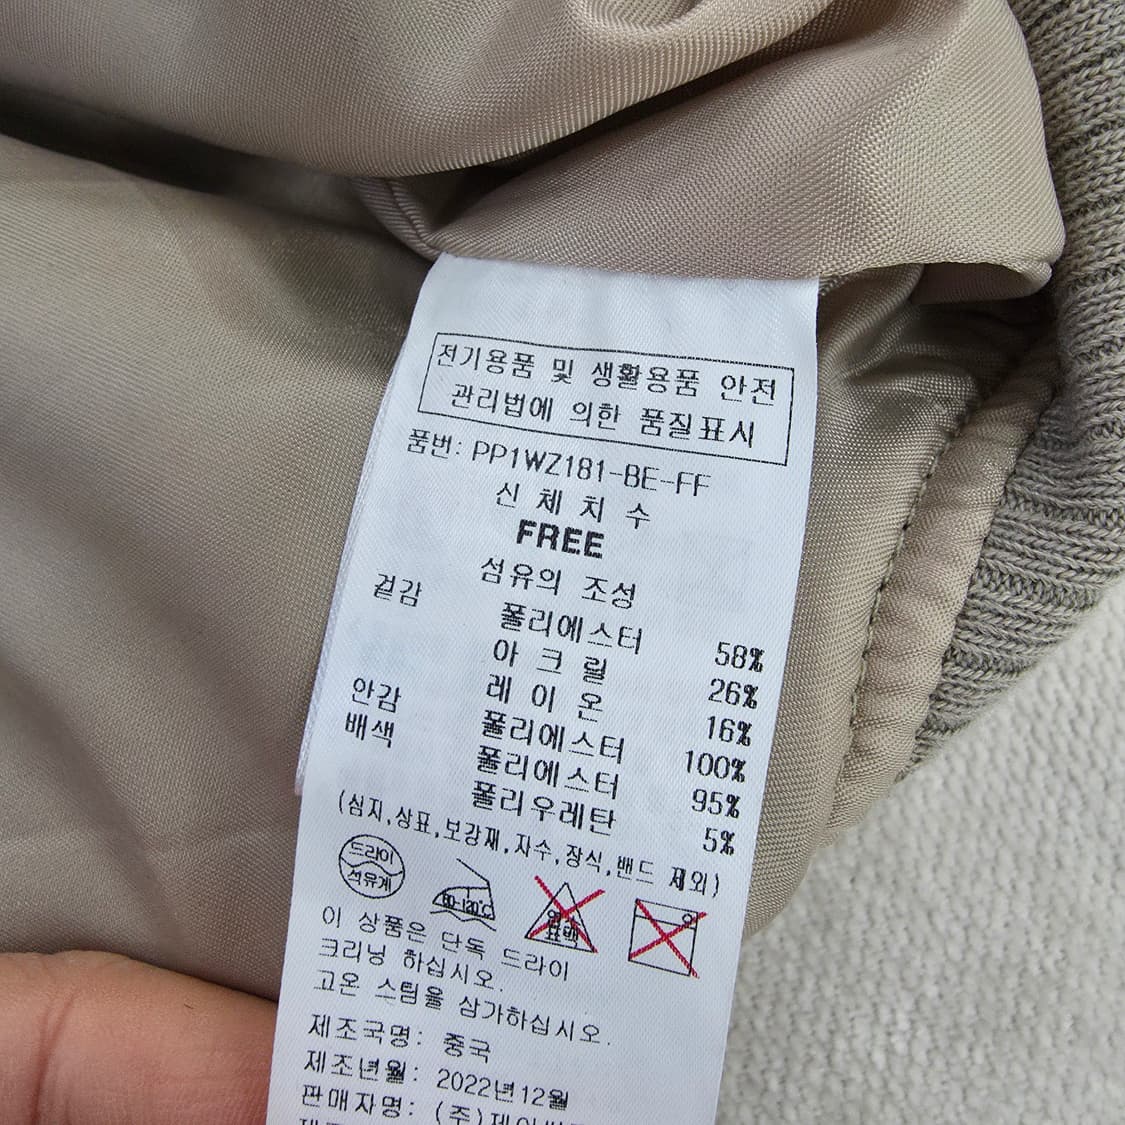 전기용품 및 생활용품 안전
관리법에 의한 품질표시
품번: PP1WZ181-BE-FF
신 체 치 수
FREE
섬유의 조성
겉감 폴리에스터 58%
아 크 릴 26%
레 이 온 16%
안감 폴리에스터 100%
배색 폴리에스터 95%
폴리우레탄 5%
(심지,상표,보강재,자수,장식,밴드 제외)
드라이
석유계
80-120℃
염소
표백
이 상품은 단독 드라이
크리닝 하십시오.
고온 스팀을 삼가하십시오.
제조국명: 중국
제조년월: 2022년12월
판매자명: (주)제이